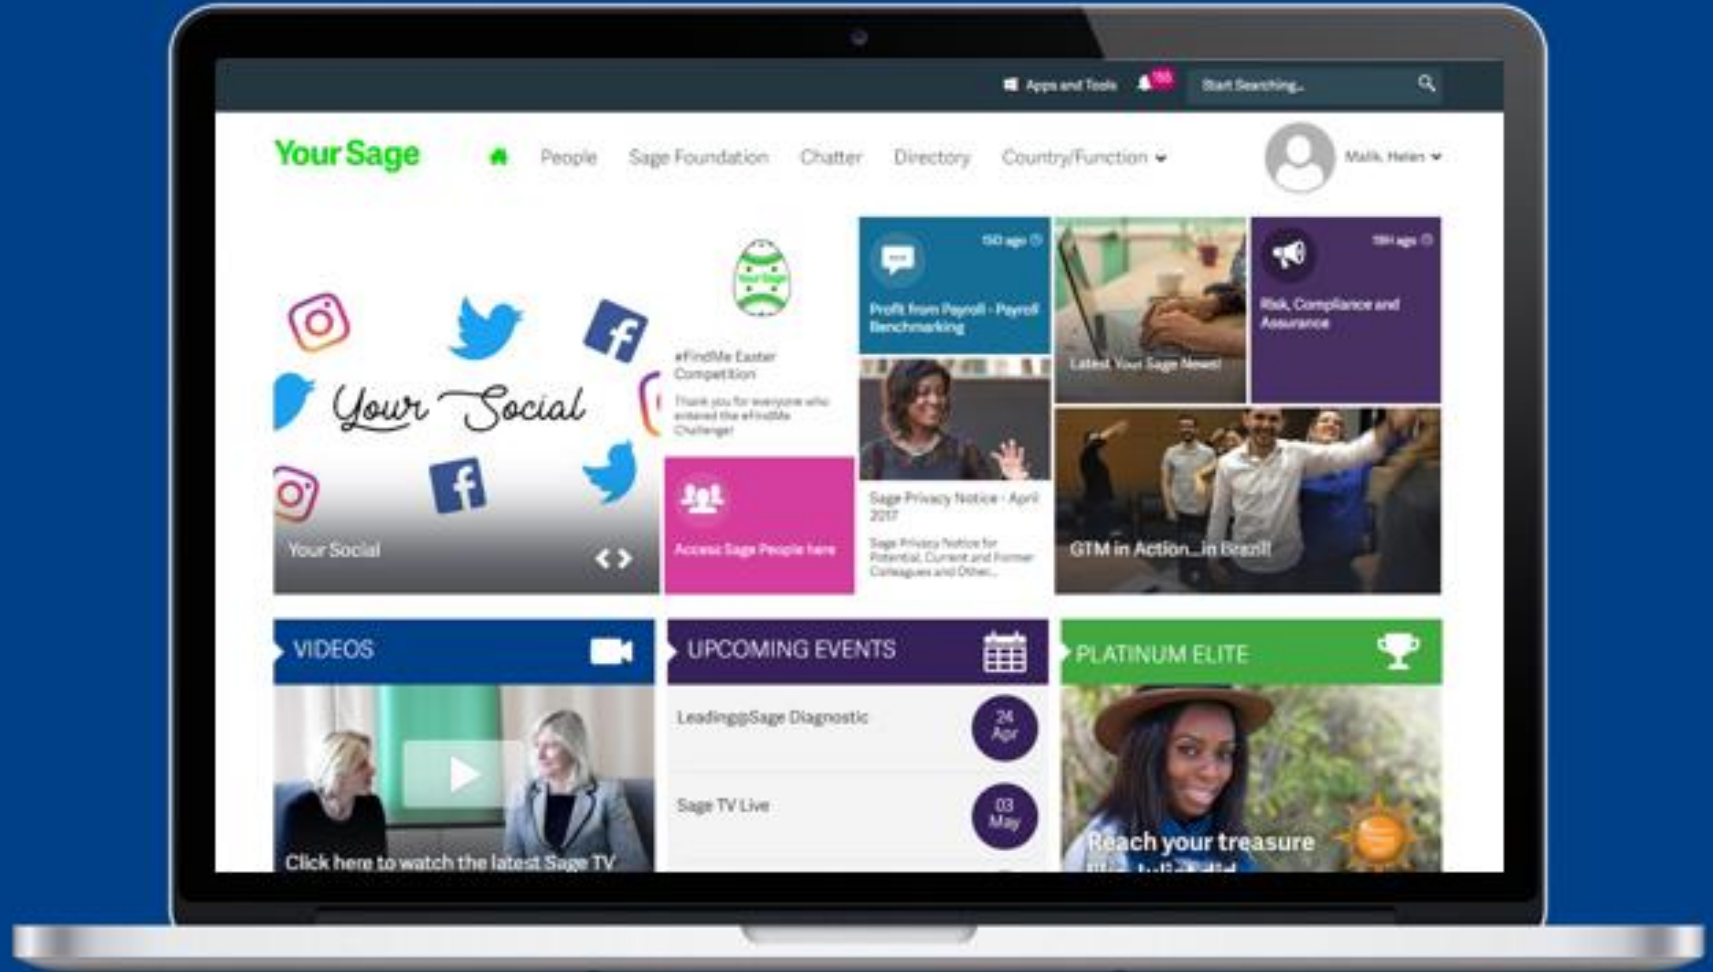 Apps and Tools
Start Searching...
Your Sage
People
Sage Foundation
Chatter
Directory
Country/Function
Malik, Helen
Your Social
Your Social
#FindMe Easter
Competition
Thank you for everyone who
entered the #FindMe
Challenge!
Access Sage People here
15D ago
Profit from Payroll - Payroll
Benchmarking
Sage Privacy Notice - April
2017
Sage Privacy Notice for
Potential, Current and Former
Colleagues and Other...
Latest Your Sage News!
19H ago
Risk, Compliance and
Assurance
GTM in Action...in Brazil!
VIDEOS
Click here to watch the latest Sage TV
UPCOMING EVENTS
Leading@Sage Diagnostic
24
Apr
Sage TV Live
03
May
PLATINUM ELITE
Reach your treasure